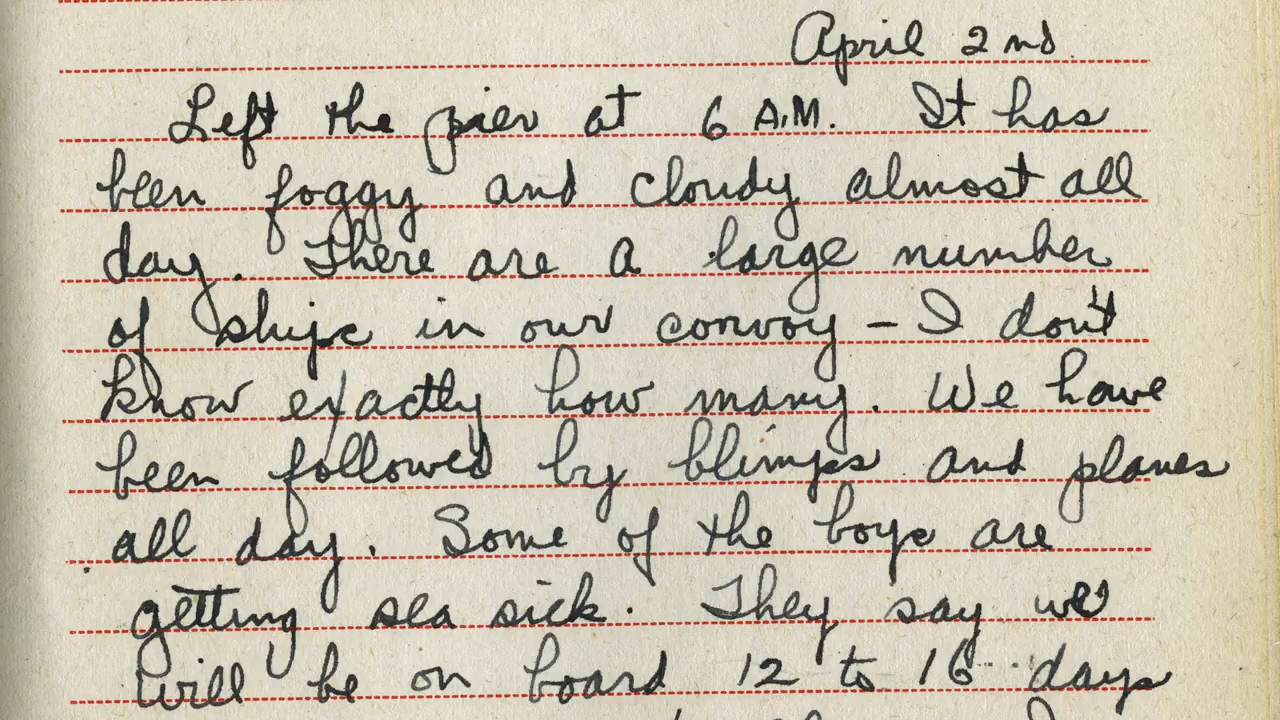 April 2nd
Left the pier at 6 A.M. It has
been foggy and cloudy almost all
day. There are a large number
of ships in our convoy – I don't
know exactly how many. We have
been followed by blimps and planes
all day. Some of the boys are
getting sea sick. They say we
will be on board 12 to 16 days